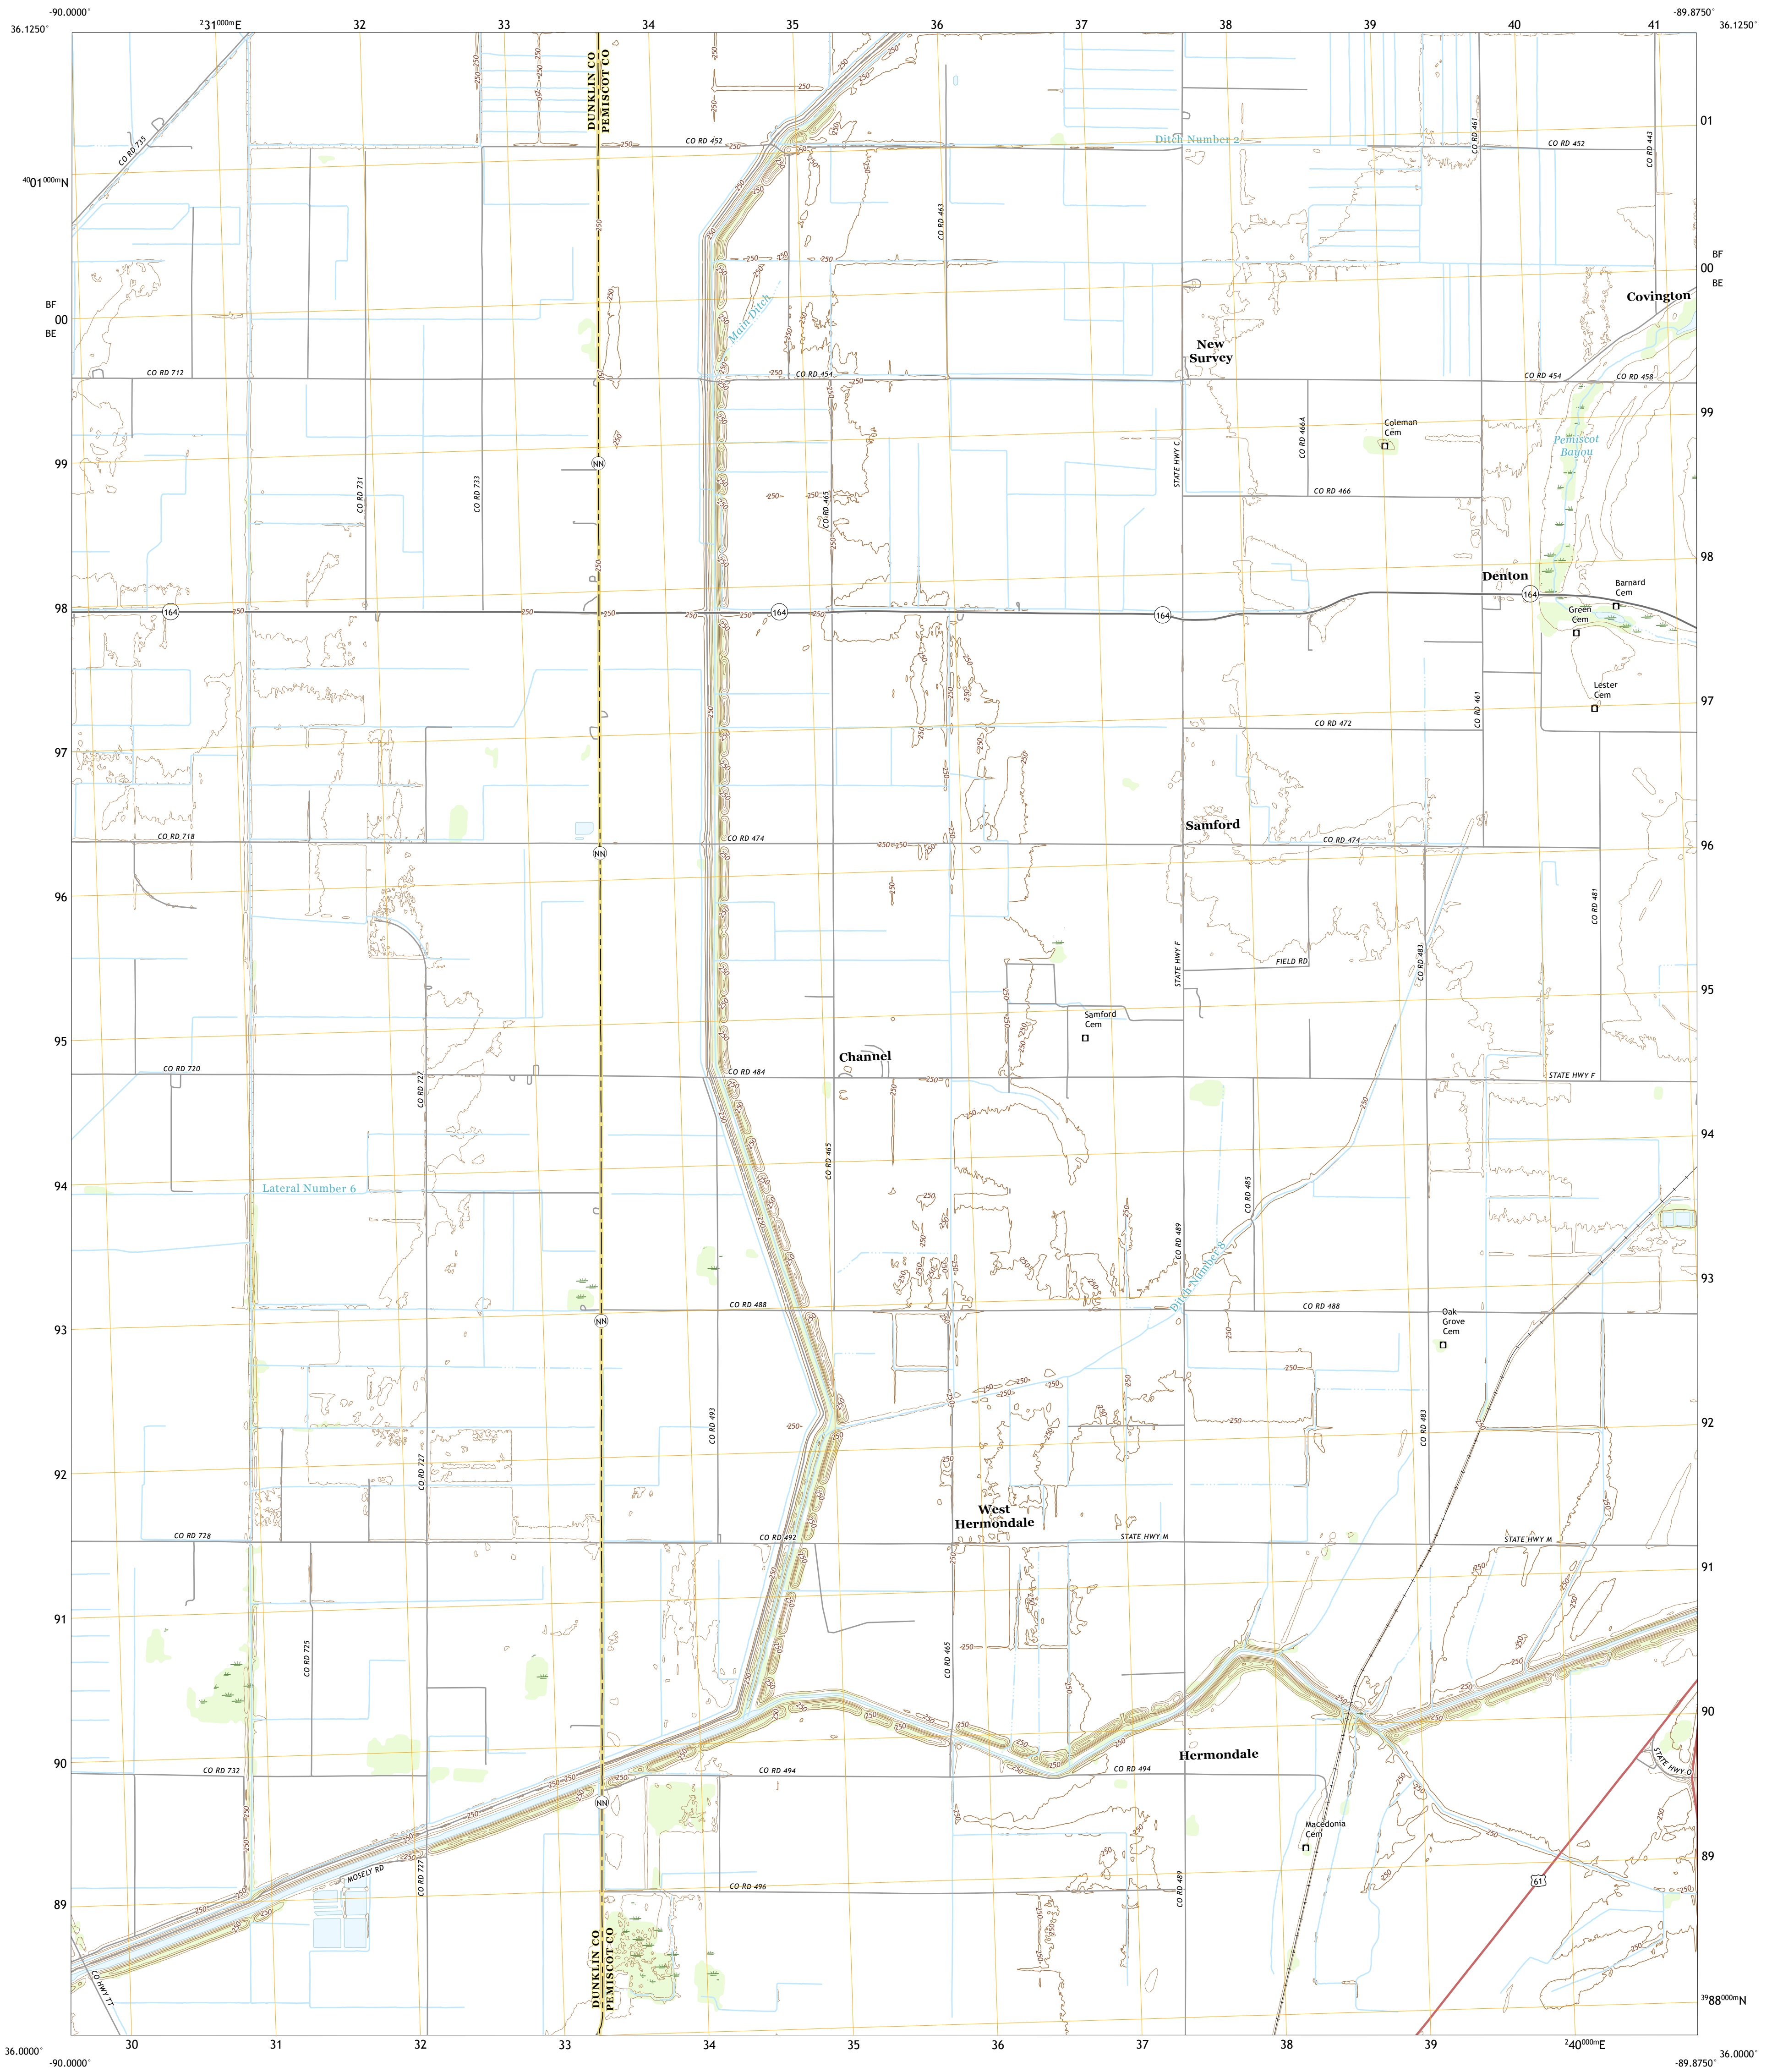 -90.0000°
36.1250°
²31⁰⁰⁰ᵐE
32
33
34
35
36
37
38
39
40
41
-89.8750°
36.1250°
DUNKLIN CO
PEMISCOT CO
CO RD 735
CO RD 452
Ditch Number 2
CO RD 461
CO RD 452
CO RD 443
01
⁴⁰01⁰⁰⁰ᵐN
CO RD 463
BF
00
BE
BF
00
BE
Covington
Main Ditch
New
Survey
CO RD 712
CO RD 454
CO RD 454
CO RD 458
99
CO RD 466A
Coleman
Cem
Pemiscot
Bayou
99
NN
STATE HWY C
CO RD 731
CO RD 733
CO RD 465
CO RD 466
98
Denton
Barnard
Cem
164
98
164
164
164
Green
Cem
Lester
Cem
97
CO RD 461
CO RD 472
97
Samford
CO RD 718
CO RD 474
CO RD 474
96
NN
96
CO RD 481
STATE HWY F
CO RD 483
FIELD RD
95
Samford
Cem
95
Channel
CO RD 720
CO RD 484
STATE HWY F
CO RD 727
94
CO RD 465
94
Lateral Number 6
CO RD 485
CO RD 489
Ditch Number 8
93
CO RD 488
CO RD 488
NN
93
Oak
Grove
Cem
CO RD 493
CO RD 483
92
92
CO RD 727
West
Hermondale
CO RD 728
CO RD 492
STATE HWY M
STATE HWY M
91
91
CO RD 725
CO RD 465
90
Hermondale
90
CO RD 732
CO RD 494
CO RD 494
STATE HWY O
NN
Macedonia
Cem
89
MOSELY RD
CO RD 727
CO RD 496
CO RD 489
61
89
DUNKLIN CO
PEMISCOT CO
CO HWY TT
³⁹88⁰⁰⁰ᵐN
30
31
32
33
34
35
36
37
38
39
⁷40⁰⁰⁰ᵐE
36.0000°
-90.0000°
36.0000°
-89.8750°